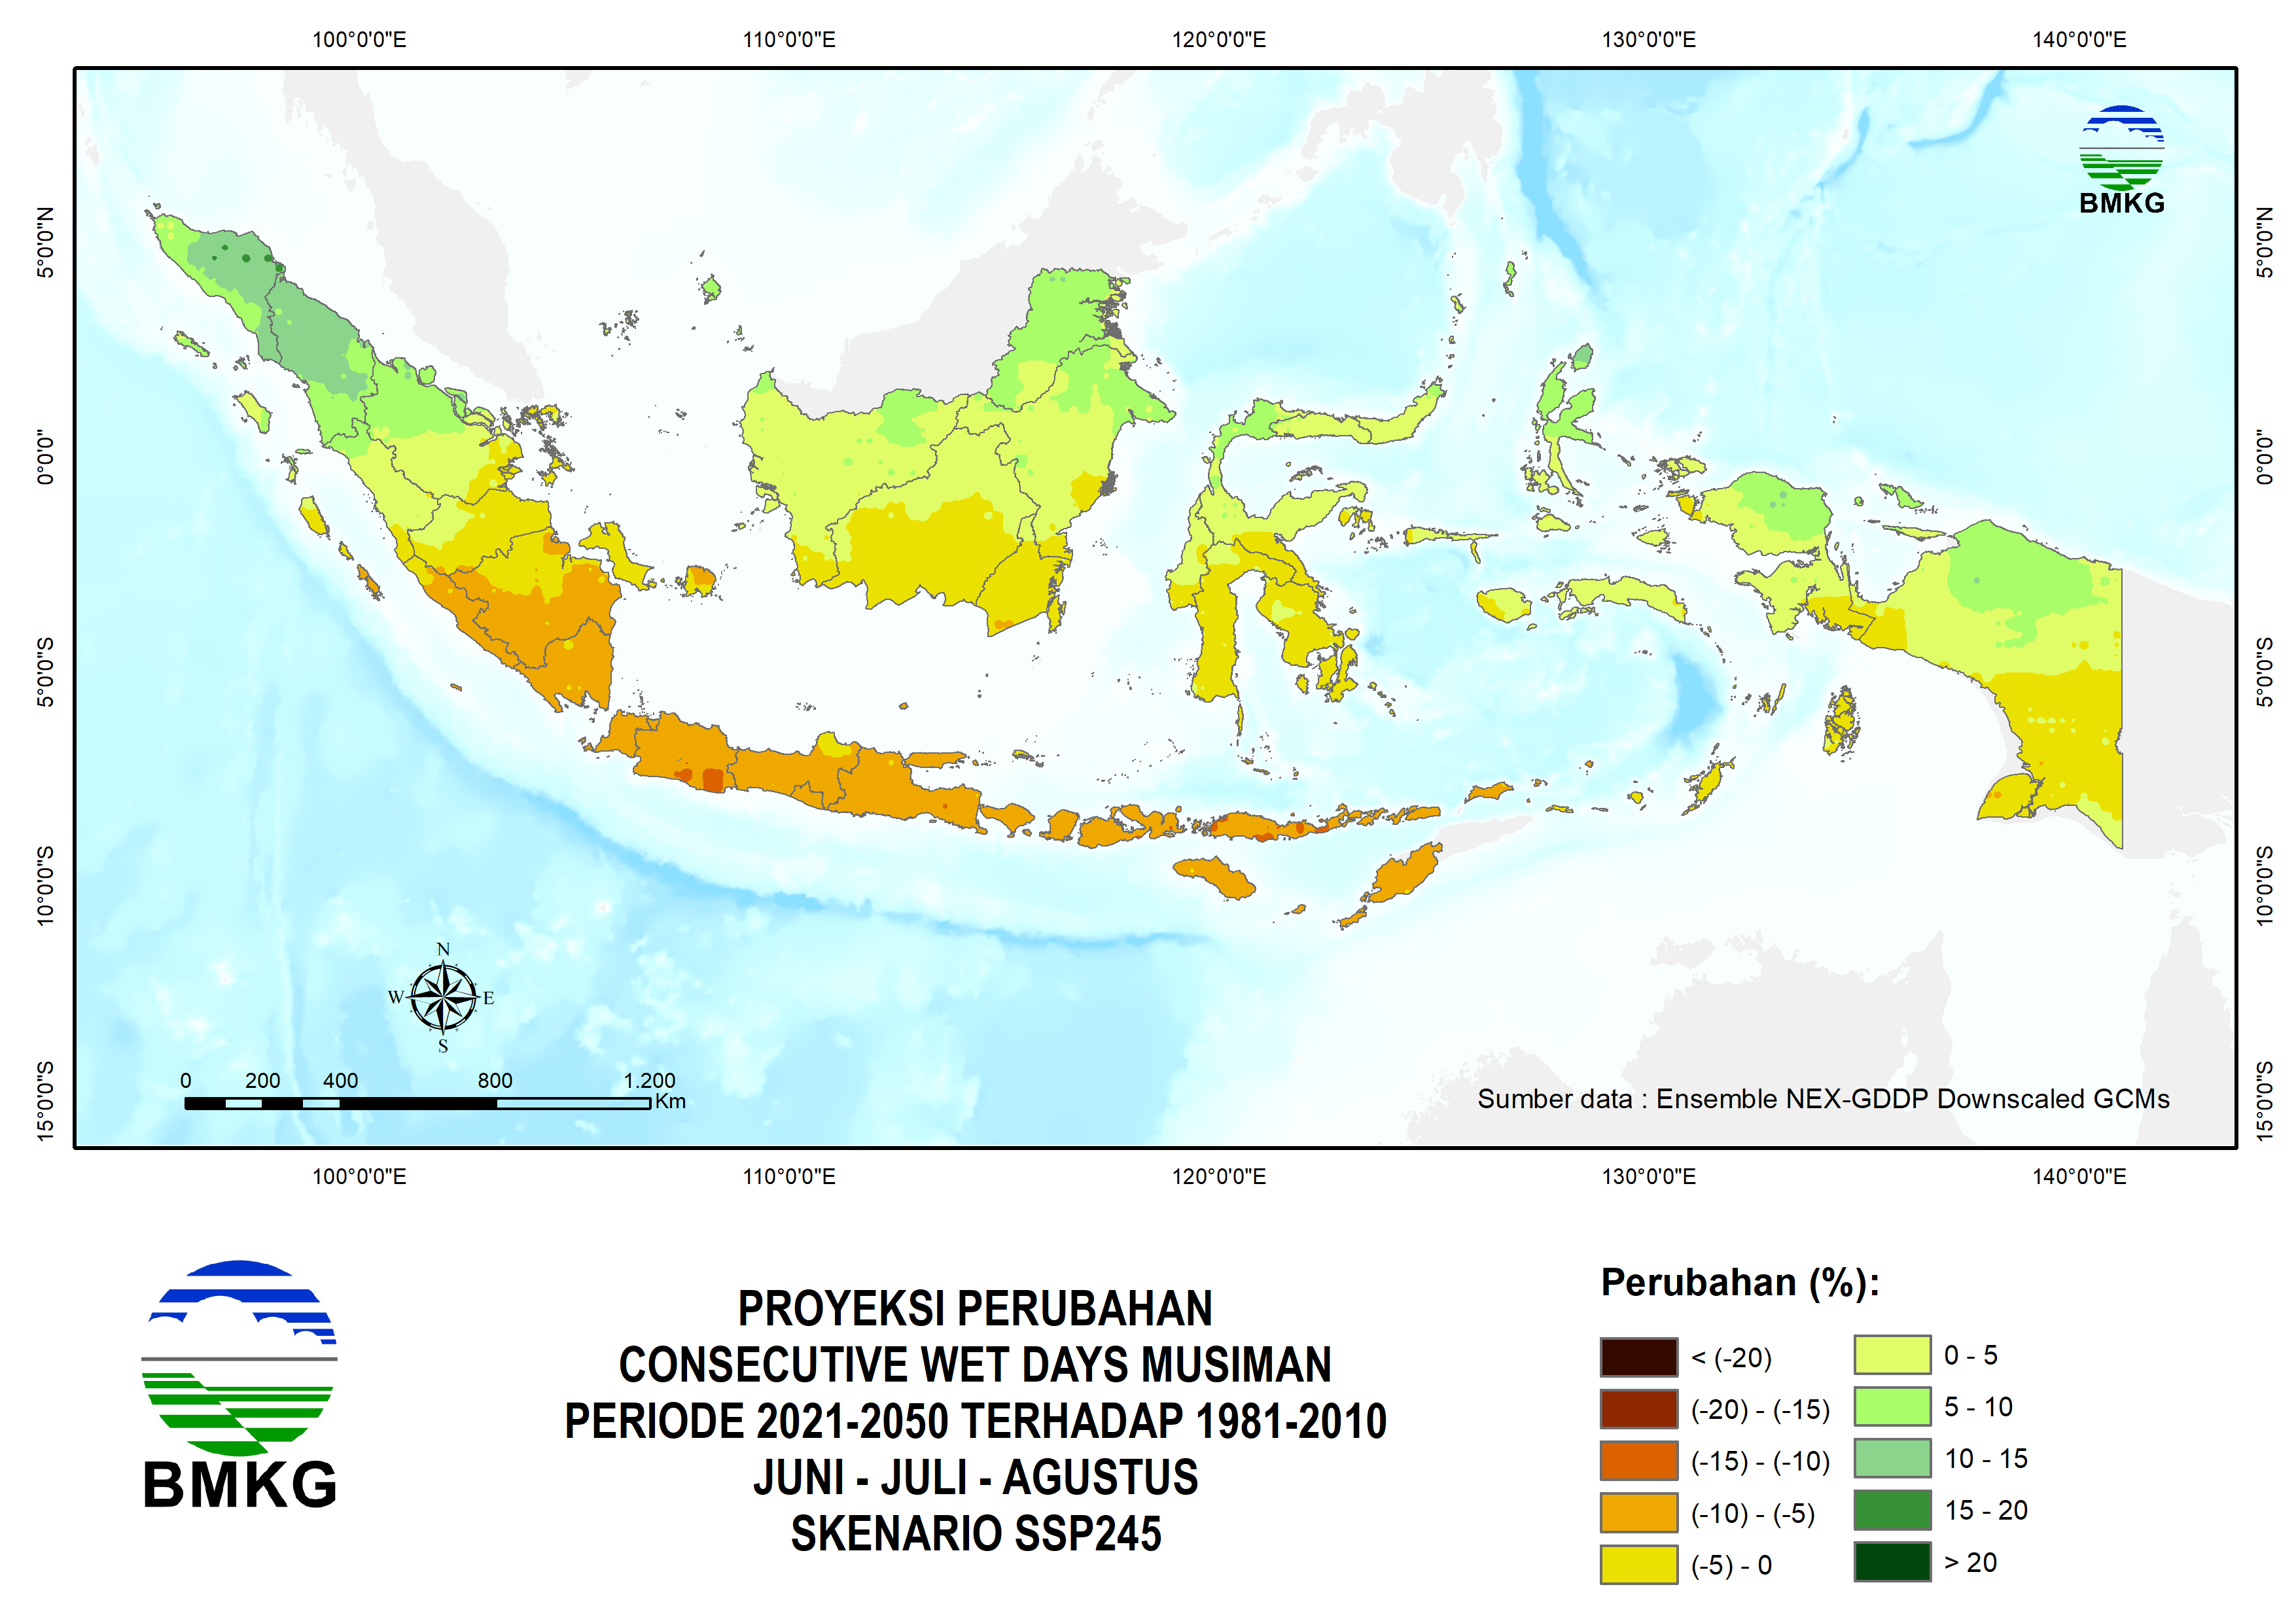 100°0'0"E 110°0'0"E 120°0'0"E 130°0'0"E 140°0'0"E
5°0'0"N
0°0'0"
5°0'0"S
10°0'0"S
15°0'0"S
BMKG
5°0'0"N
0°0'0"
5°0'0"S
10°0'0"S
15°0'0"S
N
W E
S
0 200 400 800 1.200
Km
Sumber data : Ensemble NEX-GDDP Downscaled GCMs
100°0'0"E 110°0'0"E 120°0'0"E 130°0'0"E 140°0'0"E
BMKG
PROYEKSI PERUBAHAN
CONSECUTIVE WET DAYS MUSIMAN
PERIODE 2021-2050 TERHADAP 1981-2010
JUNI - JULI - AGUSTUS
SKENARIO SSP245
Perubahan (%):
< (-20)
(-20) - (-15)
(-15) - (-10)
(-10) - (-5)
(-5) - 0
0 - 5
5 - 10
10 - 15
15 - 20
> 20